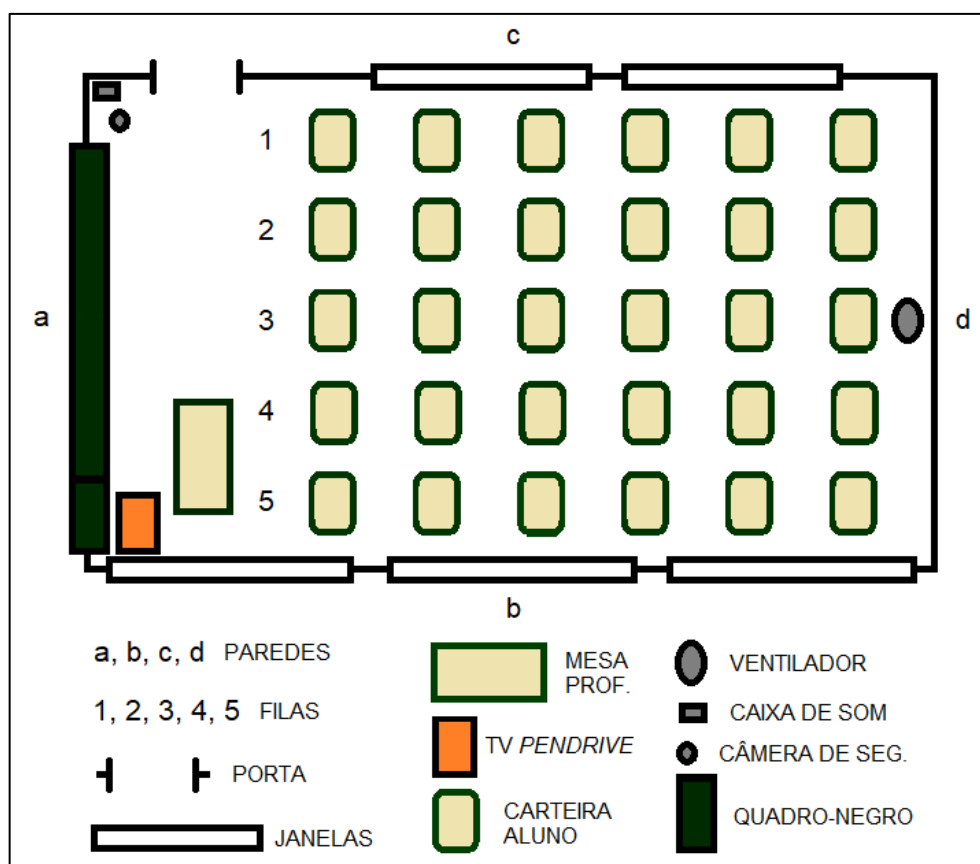 c
1
2
a
3
d
4
5
b
a, b, c, d PAREDES
1, 2, 3, 4, 5 FILAS
PORTA
JANELAS
MESA
PROF.
TV PENDRIVE
CARTEIRA
ALUNO
VENTILADOR
CAIXA DE SOM
CÂMERA DE SEG.
QUADRO-NEGRO